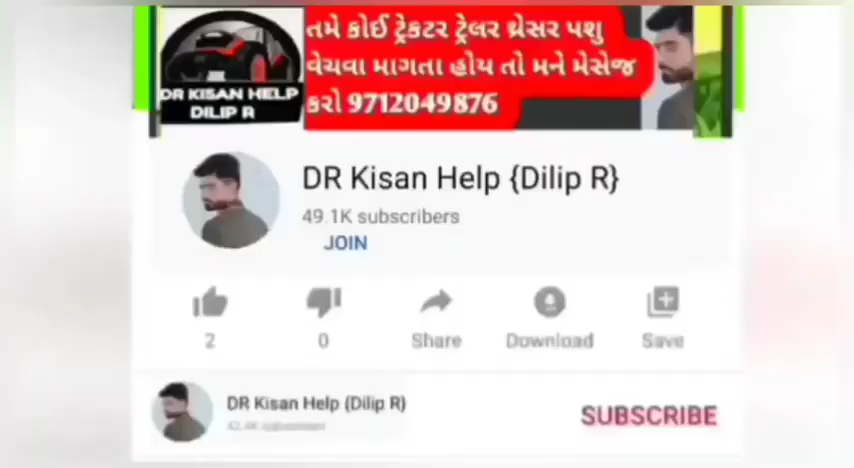 તમે કોઈ ટ્રેકટર ટ્રેલર થ્રેસર પશુ
વેચવા માગતા હોય તો મને મેસેજ
કરો 9712049876
DR KISAN HELP
DILIP R
DR Kisan Help {Dilip R}
49.1K subscribers
JOIN
2
0
Share
Download
Save
DR Kisan Help (Dilip R)
SUBSCRIBE